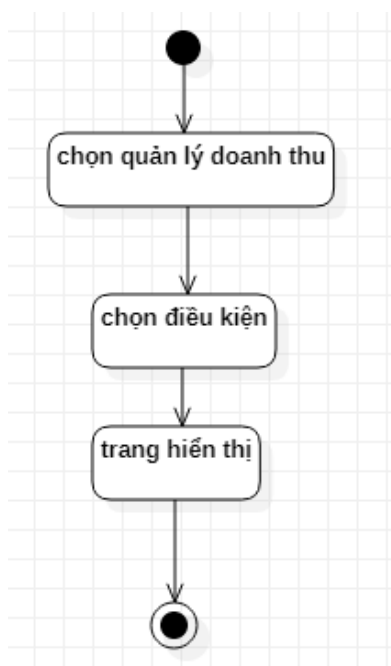 chọn quản lý doanh thu
chọn điều kiện
trang hiển thị